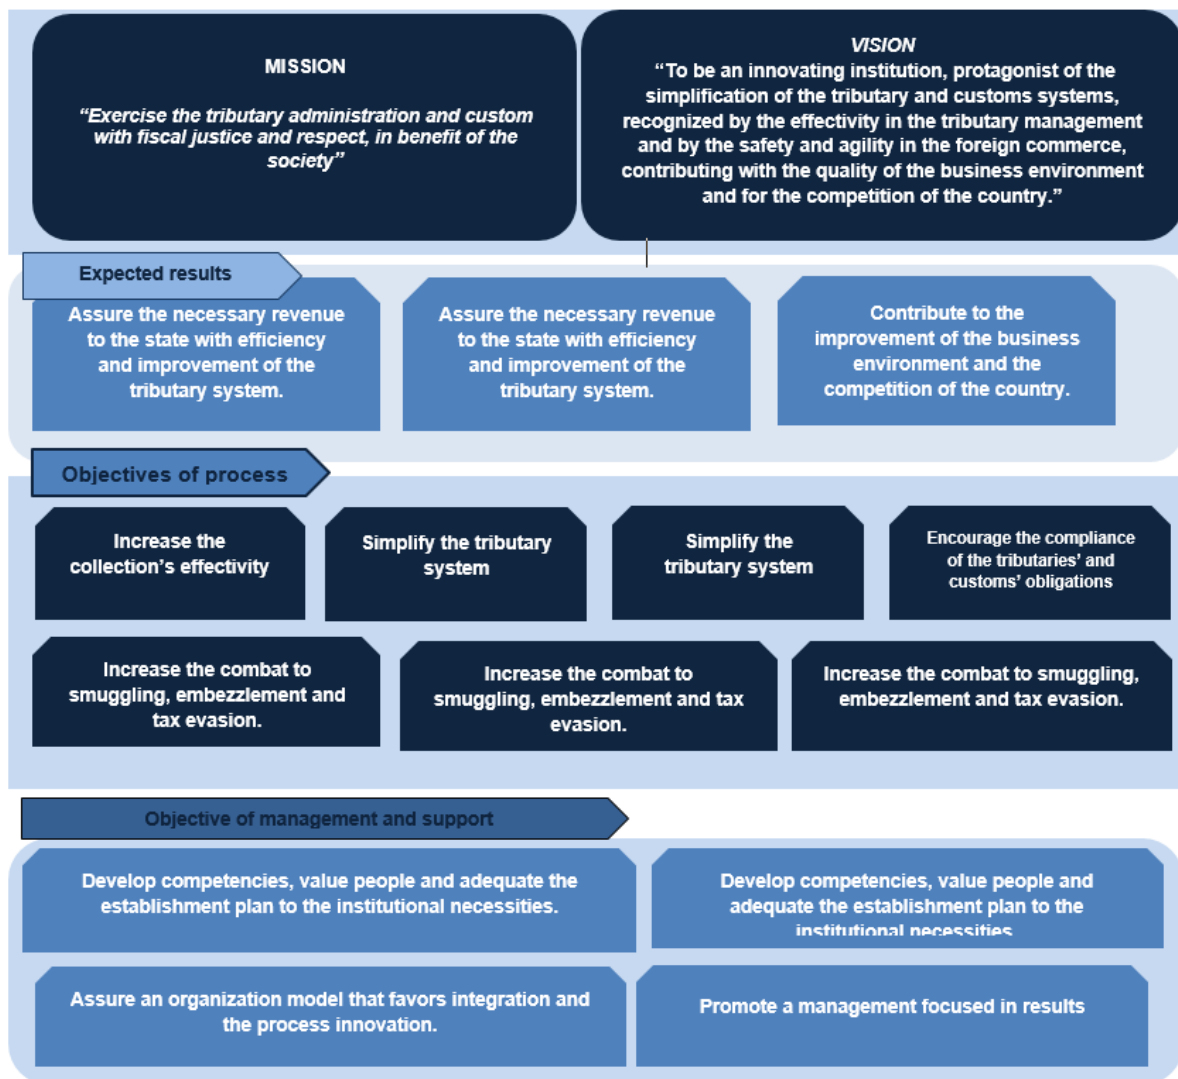 MISSION
“Exercise the tributary administration and custom
with fiscal justice and respect, in benefit of the
society”
VISION
“To be an innovating institution, protagonist of the
simplification of the tributary and customs systems,
recognized by the effectivity in the tributary management
and by the safety and agility in the foreign commerce,
contributing with the quality of the business environment
and for the competition of the country.”
Expected results
Assure the necessary revenue
to the state with efficiency
and improvement of the
tributary system.
Assure the necessary revenue
to the state with efficiency
and improvement of the
tributary system.
Contribute to the
improvement of the business
environment and the
competition of the country.
Objectives of process
Increase the
collection’s effectivity
Simplify the tributary
system
Simplify the
tributary system
Encourage the compliance
of the tributaries’ and
customs’ obligations
Increase the combat to
smuggling, embezzlement and
tax evasion.
Increase the combat to
smuggling, embezzlement and tax
evasion.
Increase the combat to smuggling,
embezzlement and tax evasion.
Objective of management and support
Develop competencies, value people and adequate the
establishment plan to the institutional necessities.
Develop competencies, value people and
adequate the establishment plan to the
institutional necessities
Assure an organization model that favors integration and
the process innovation.
Promote a management focused in results